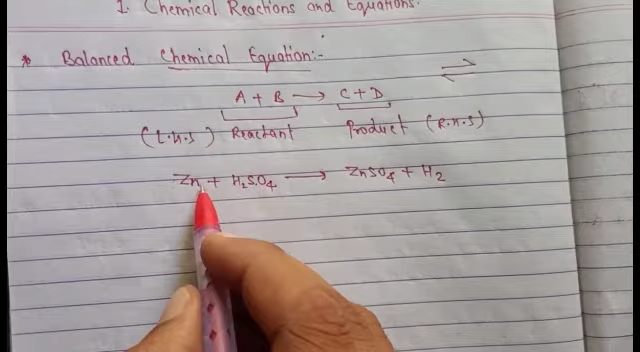 1. Chemical Reactions and Equations.
* Balanced Chemical Equation:-
A + B → C + D ⇌
(L.H.S) Reactant Product (R.H.S)
Zn + H₂SO₄ → ZnSO₄ + H₂